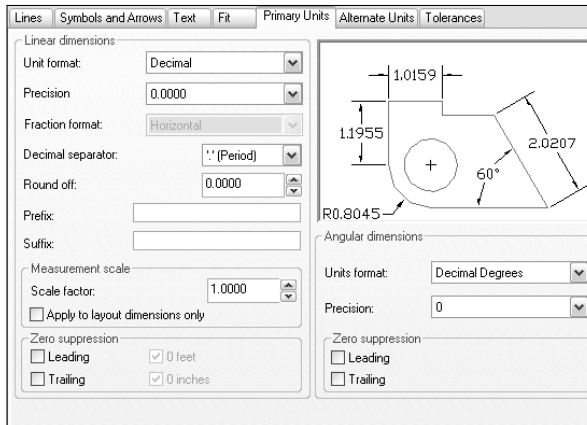 Lines Symbols and Arrows Text Fit Primary Units Alternate Units Tolerances
Linear dimensions
Unit format: Decimal
Precision 0.0000
Fraction format: Horizontal
Decimal separator: '.' (Period)
Round off: 0.0000
Prefix:
Suffix:
Measurement scale
Scale factor: 1.0000
Apply to layout dimensions only
Zero suppression
Leading 0 feet
Trailing 0 inches
1.0159
1.1955
2.0207
60°
R0.8045
Angular dimensions
Units format: Decimal Degrees
Precision: 0
Zero suppression
Leading
Trailing